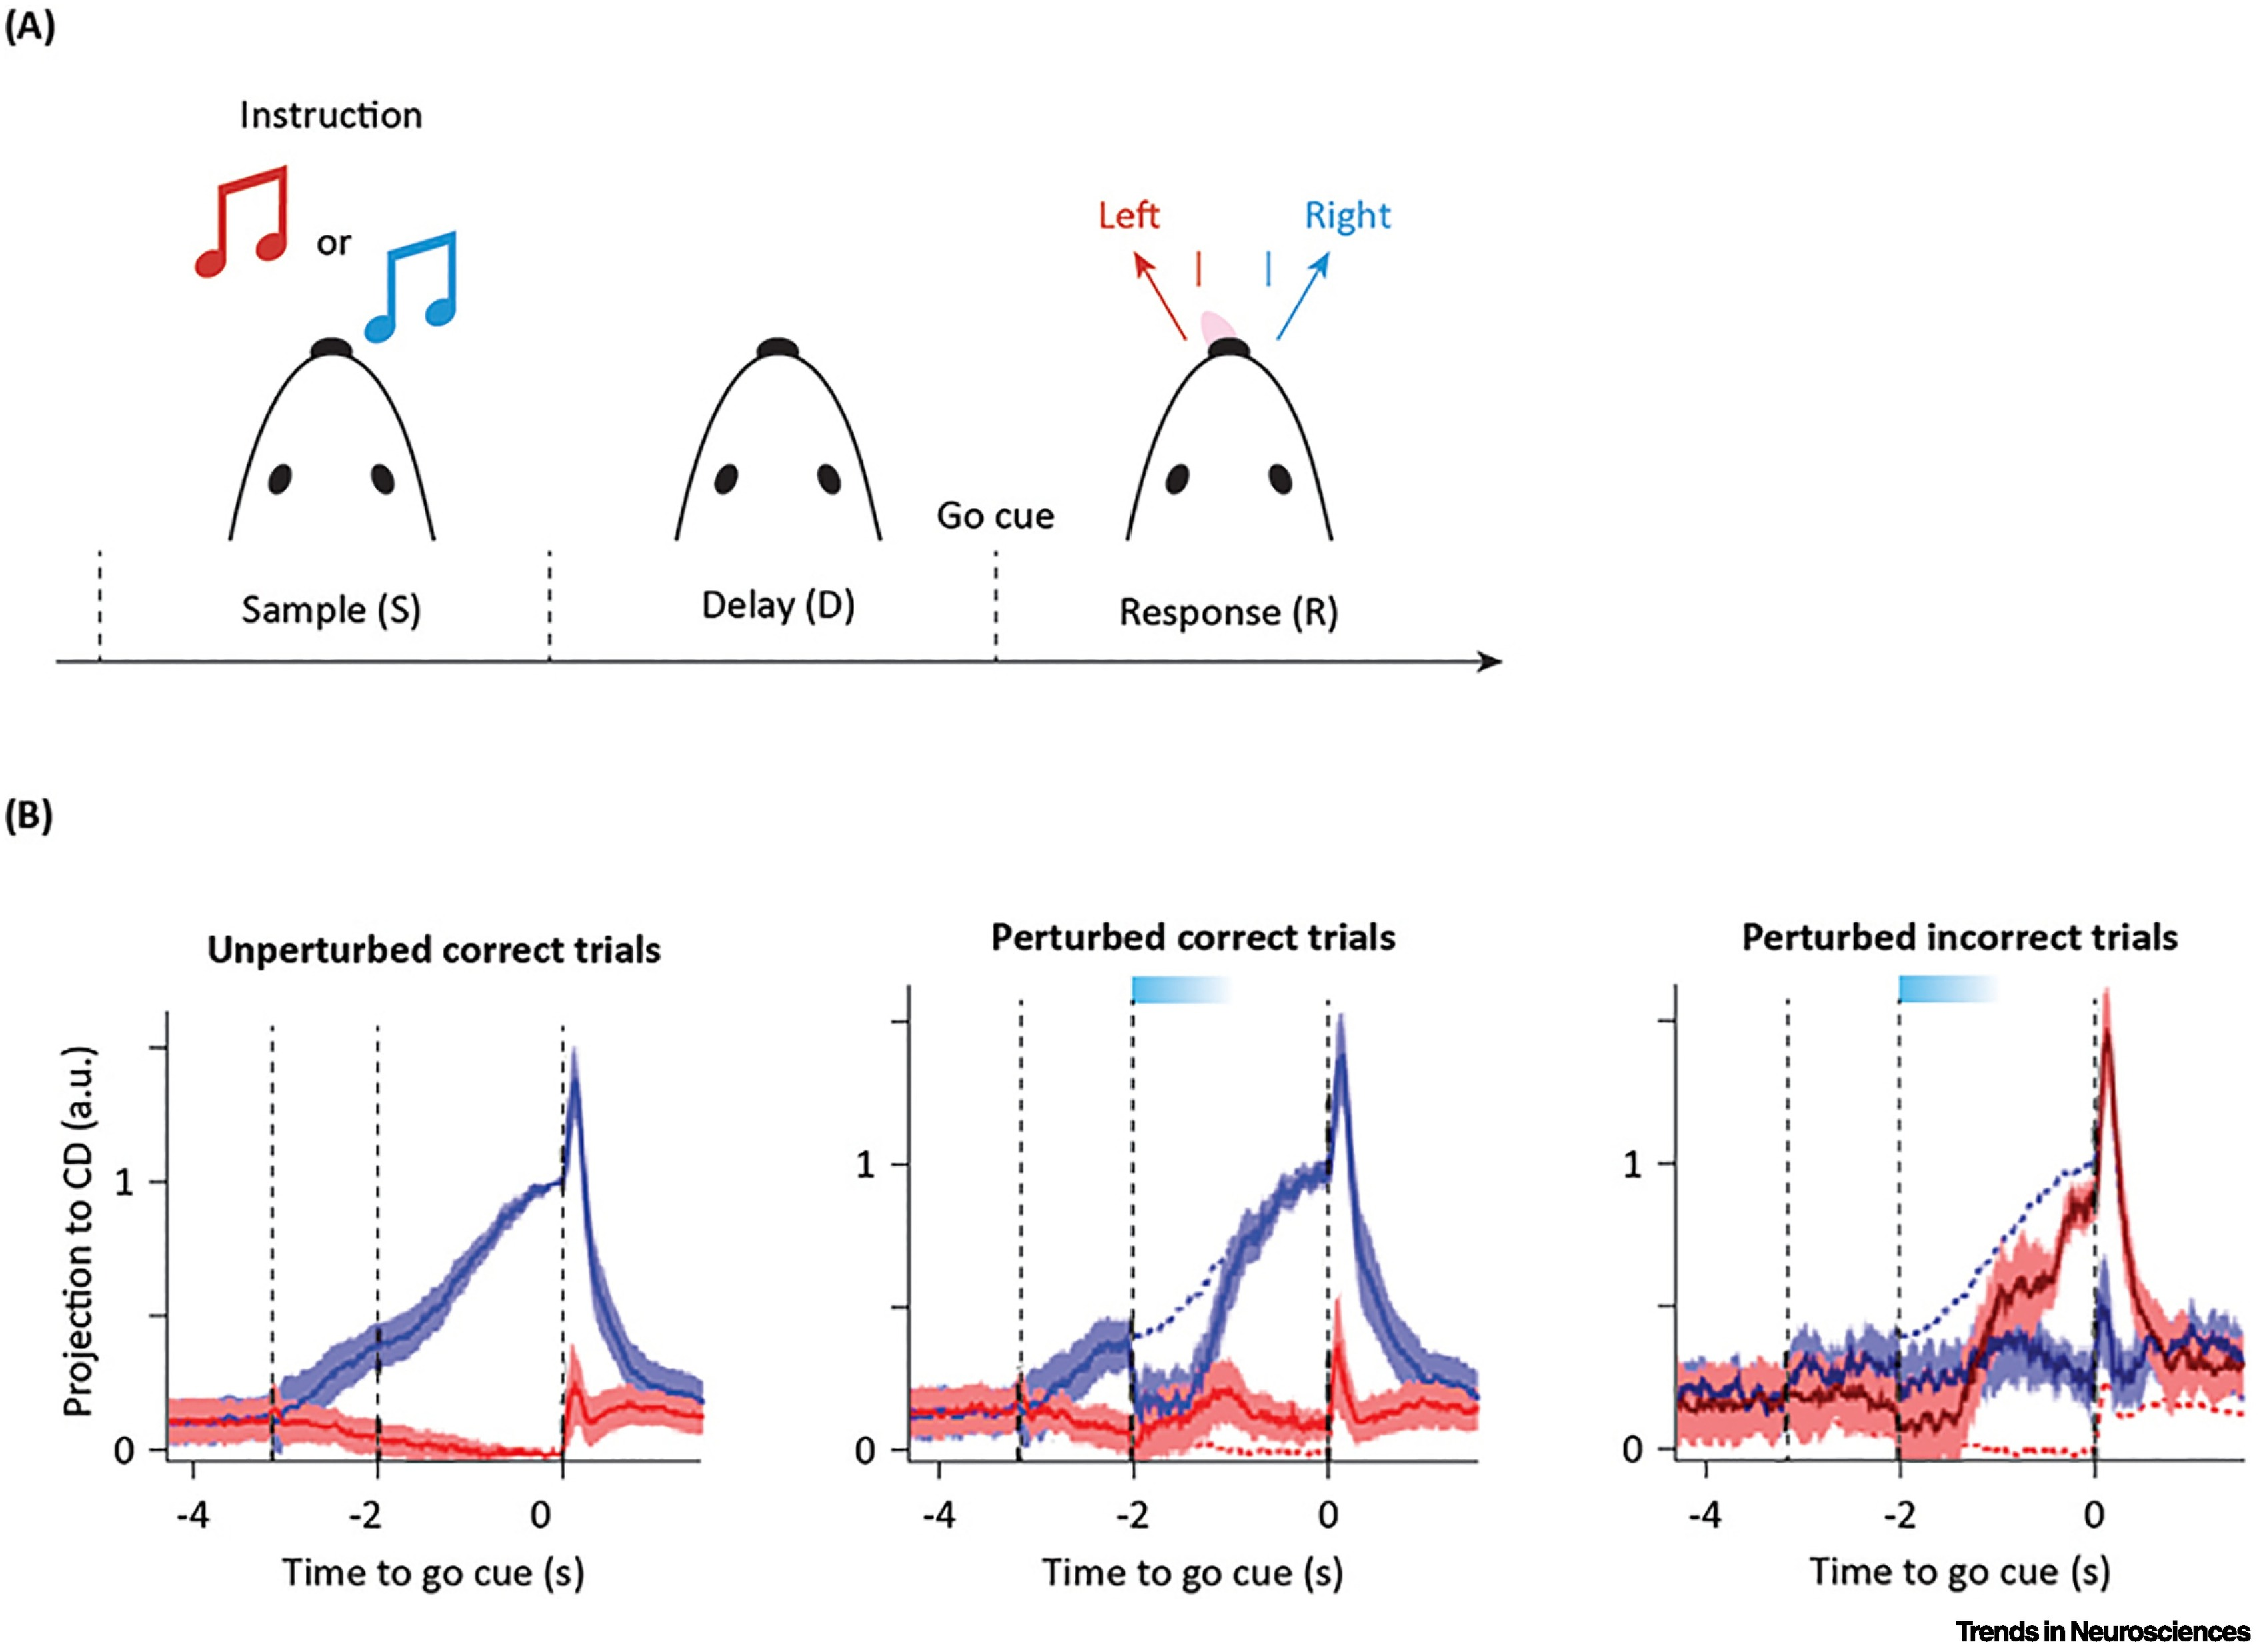 (A)
Instruction
or
Left
Right
Go cue
Sample (S)
Delay (D)
Response (R)
(B)
Unperturbed correct trials
Perturbed correct trials
Perturbed incorrect trials
Projection to CD (a.u.)
1
0
1
0
1
0
-4
-2
0
-4
-2
0
-4
-2
0
Time to go cue (s)
Time to go cue (s)
Time to go cue (s)
Trends in Neurosciences